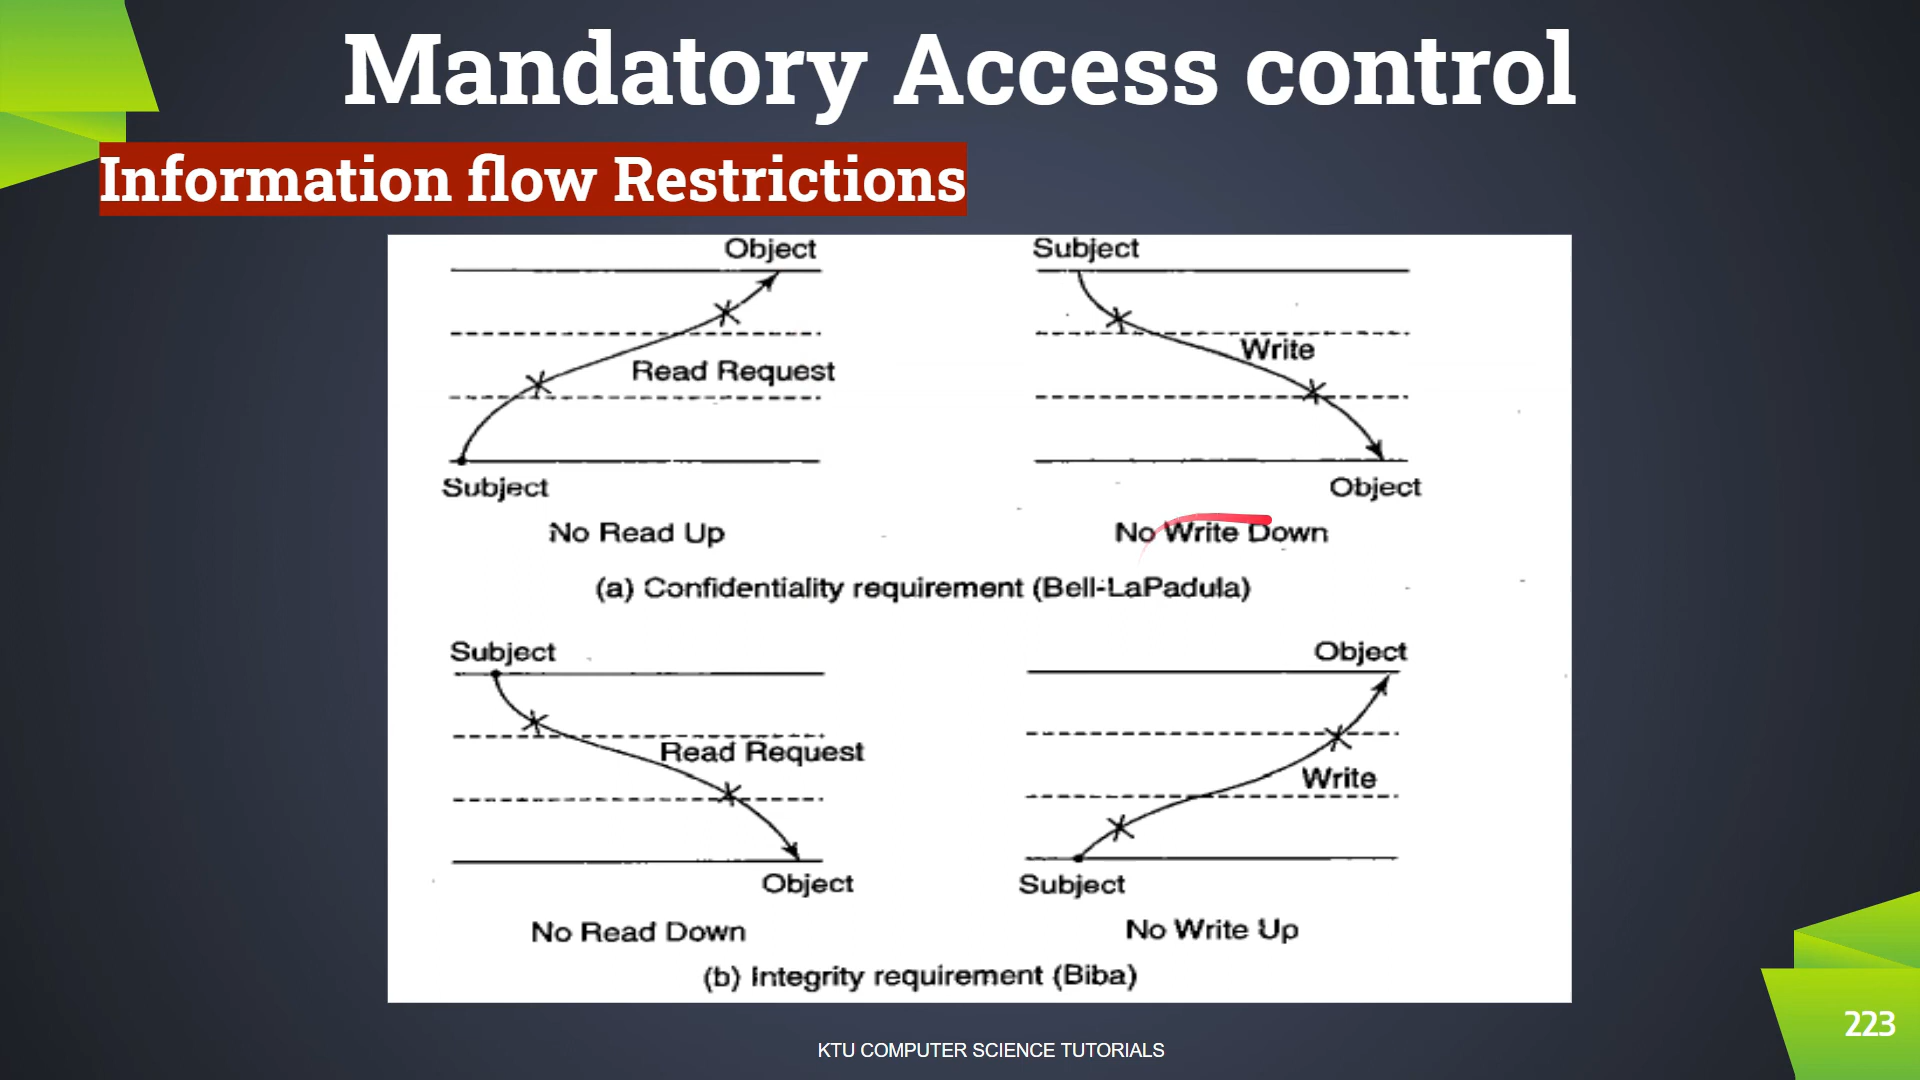 Mandatory Access control
Information flow Restrictions
Object
Read Request
Subject
No Read Up
Subject
Write
Object
No Write Down
(a) Confidentiality requirement (Bell-LaPadula)
Subject
Read Request
Object
No Read Down
Object
Write
Subject
No Write Up
(b) Integrity requirement (Biba)
KTU COMPUTER SCIENCE TUTORIALS
223